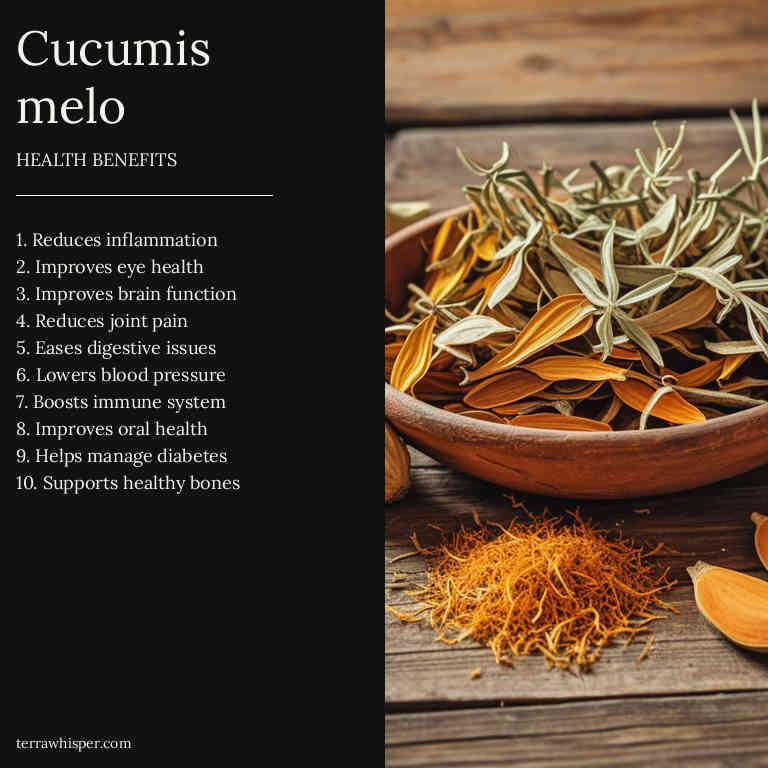 Cucumis
melo
HEALTH BENEFITS
1. Reduces inflammation
2. Improves eye health
3. Improves brain function
4. Reduces joint pain
5. Eases digestive issues
6. Lowers blood pressure
7. Boosts immune system
8. Improves oral health
9. Helps manage diabetes
10. Supports healthy bones
terrawhisper.com